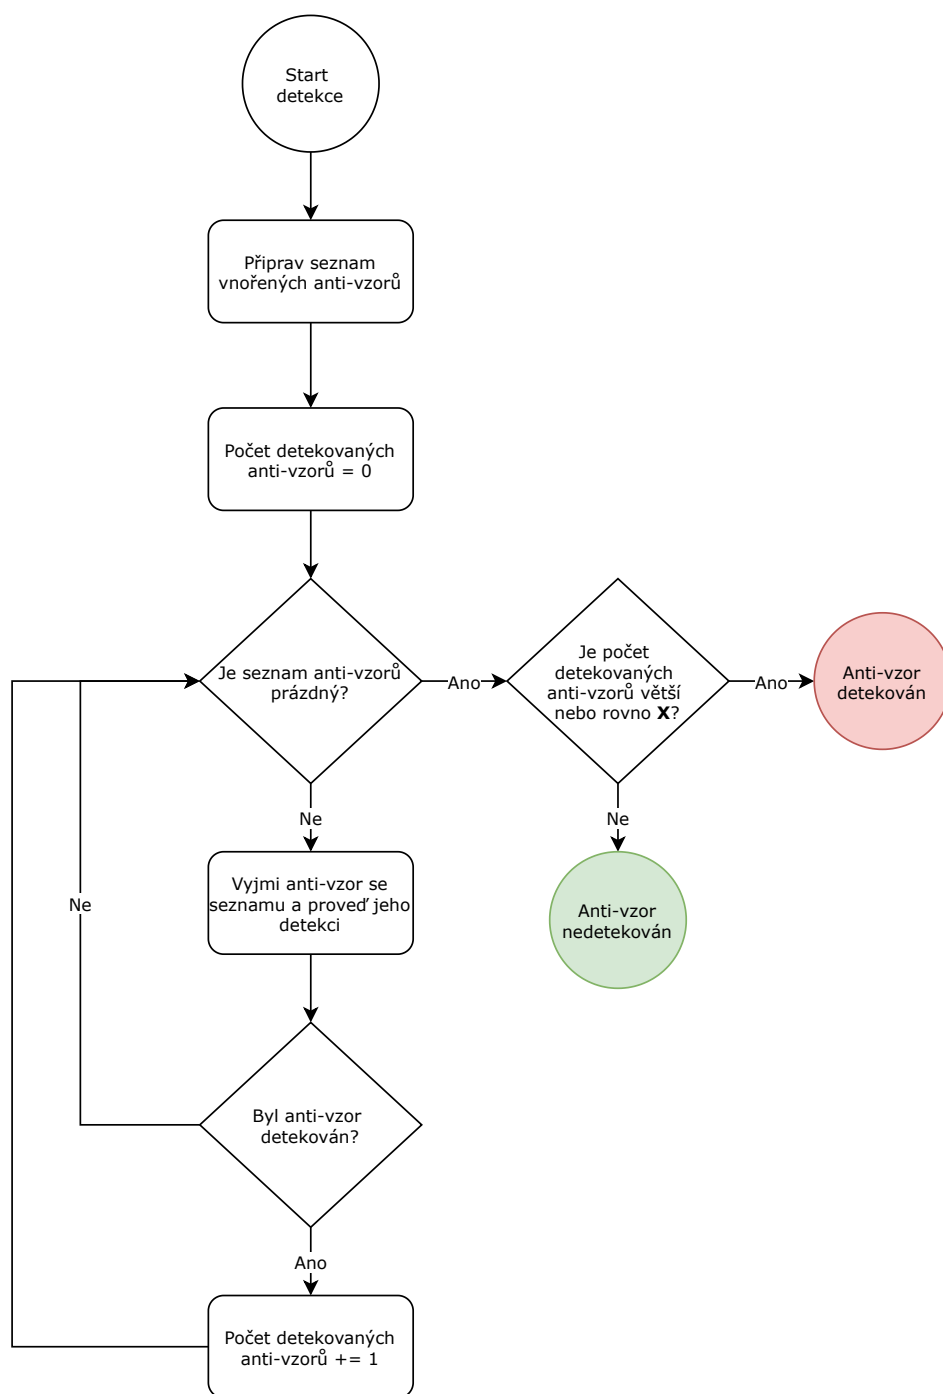 Start
detekce
Připrav seznam
vnořených anti-vzorů
Počet detekovaných
anti-vzorů = 0
Je seznam anti-vzorů
prázdný?
Ano
Je počet
detekovaných
anti-vzorů větší
nebo rovno X?
Ano
Anti-vzor
detekován
Ne
Ne
Vyjmi anti-vzor se
seznamu a proveď jeho
detekci
Anti-vzor
nedetekován
Ne
Byl anti-vzor
detekován?
Ano
Počet detekovaných
anti-vzorů += 1